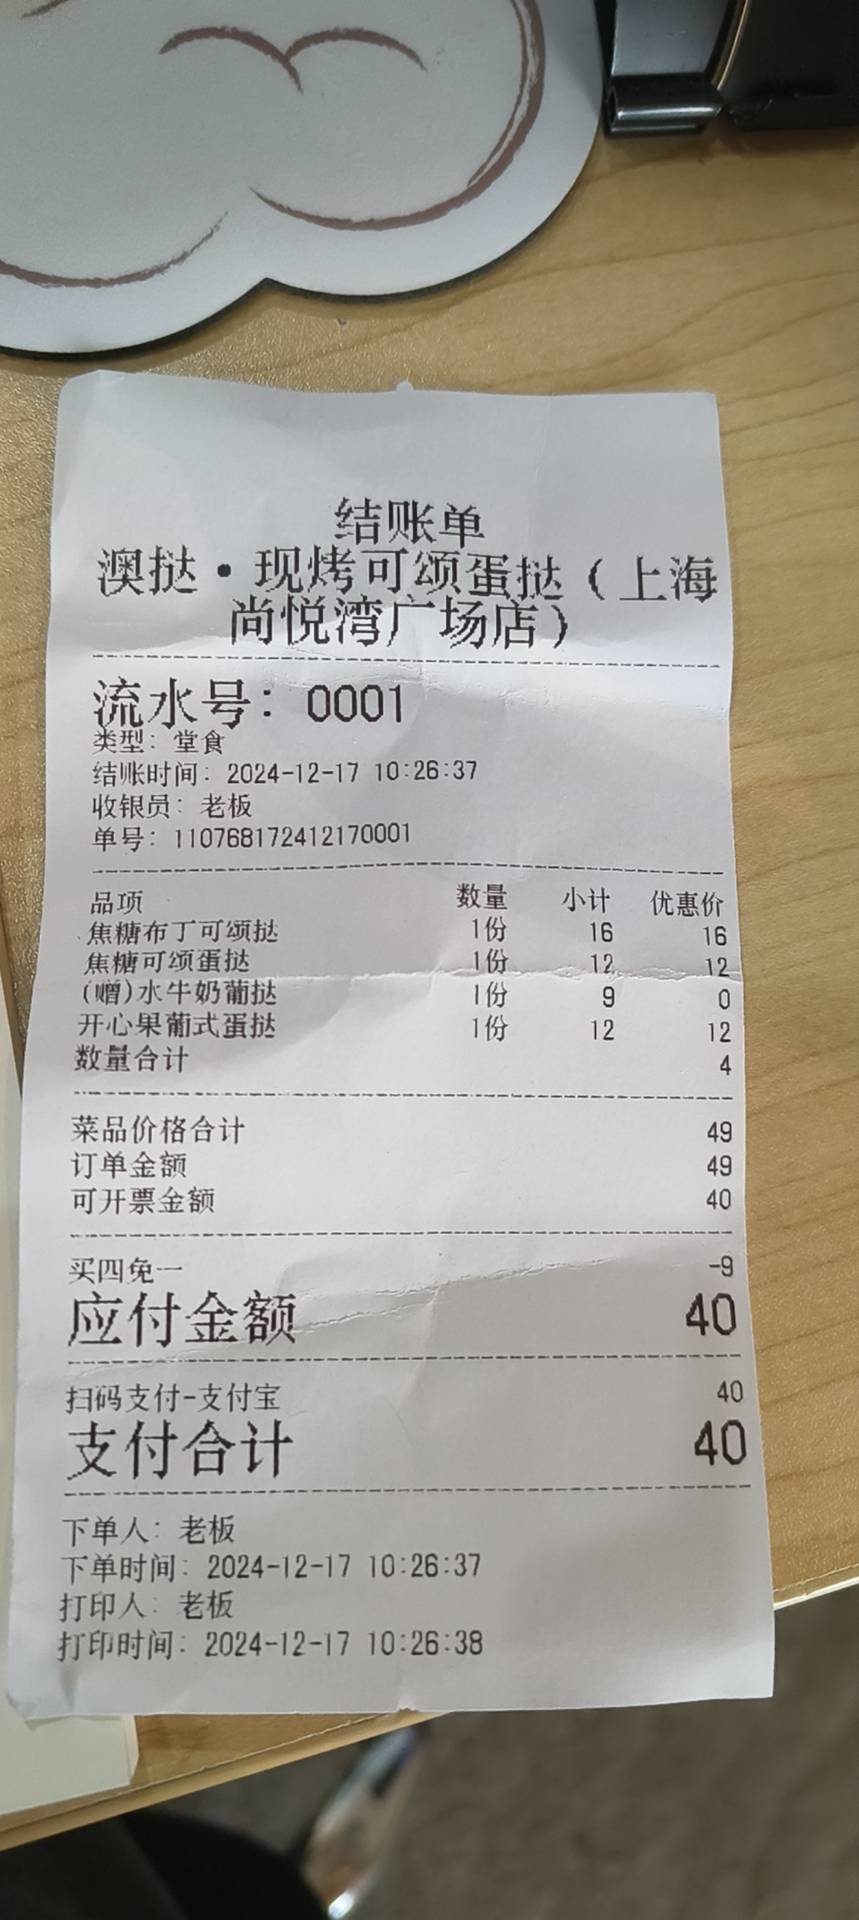 结账单
澳挞·现烤可颂蛋挞(上海
尚悦湾广场店)
流水号: 0001
类型: 堂食
结账时间: 2024-12-17 10:26:37
收银员: 老板
单号: 110768172412170001
品项 数量 小计 优惠价
焦糖布丁可颂挞 1份 16 16
焦糖可颂蛋挞 1份 12 12
(赠)水牛奶葡挞 1份 9 0
开心果葡式蛋挞 1份 12 12
数量合计 4
菜品价格合计 49
订单金额 49
可开票金额 40
买四免一 -9
应付金额 40
扫码支付-支付宝 40
支付合计 40
下单人: 老板
下单时间: 2024-12-17 10:26:37
打印人: 老板
打印时间: 2024-12-17 10:26:38